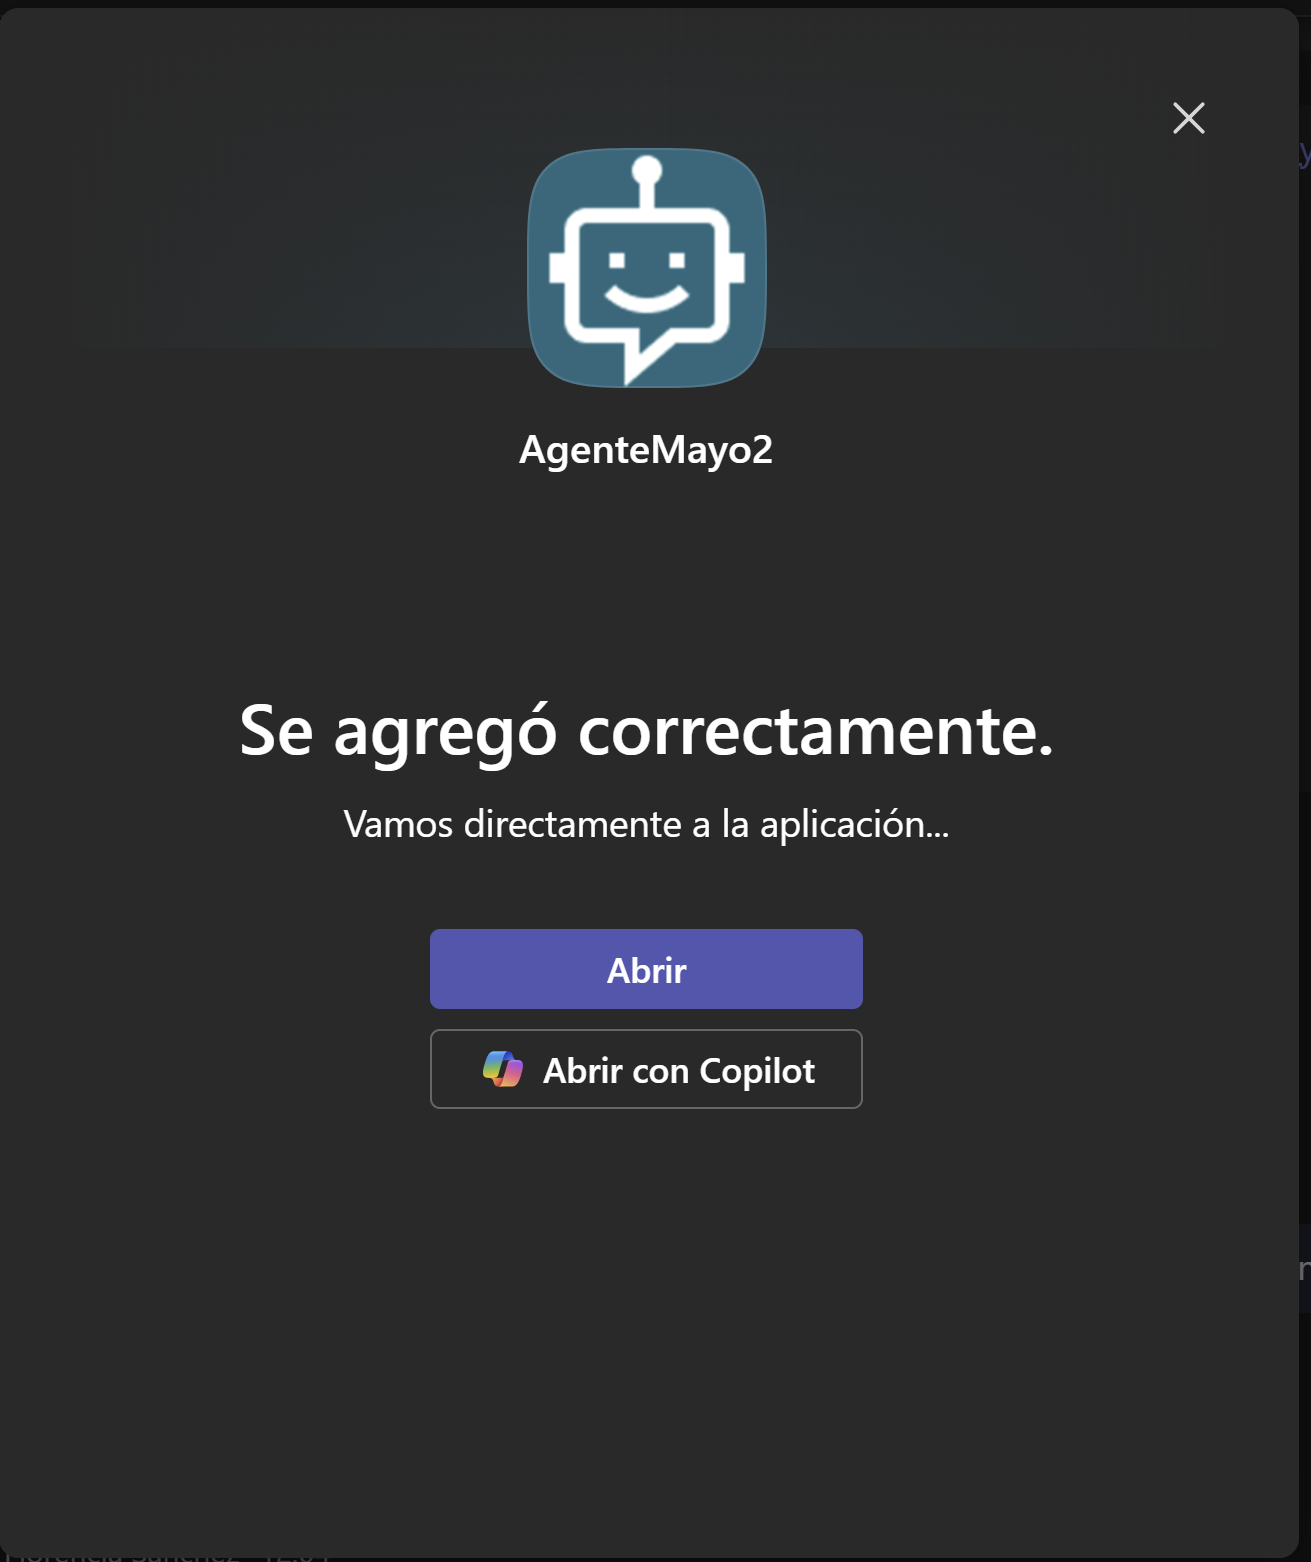 AgenteMayo2
Se agregó correctamente.
Vamos directamente a la aplicación...
Abrir
Abrir con Copilot